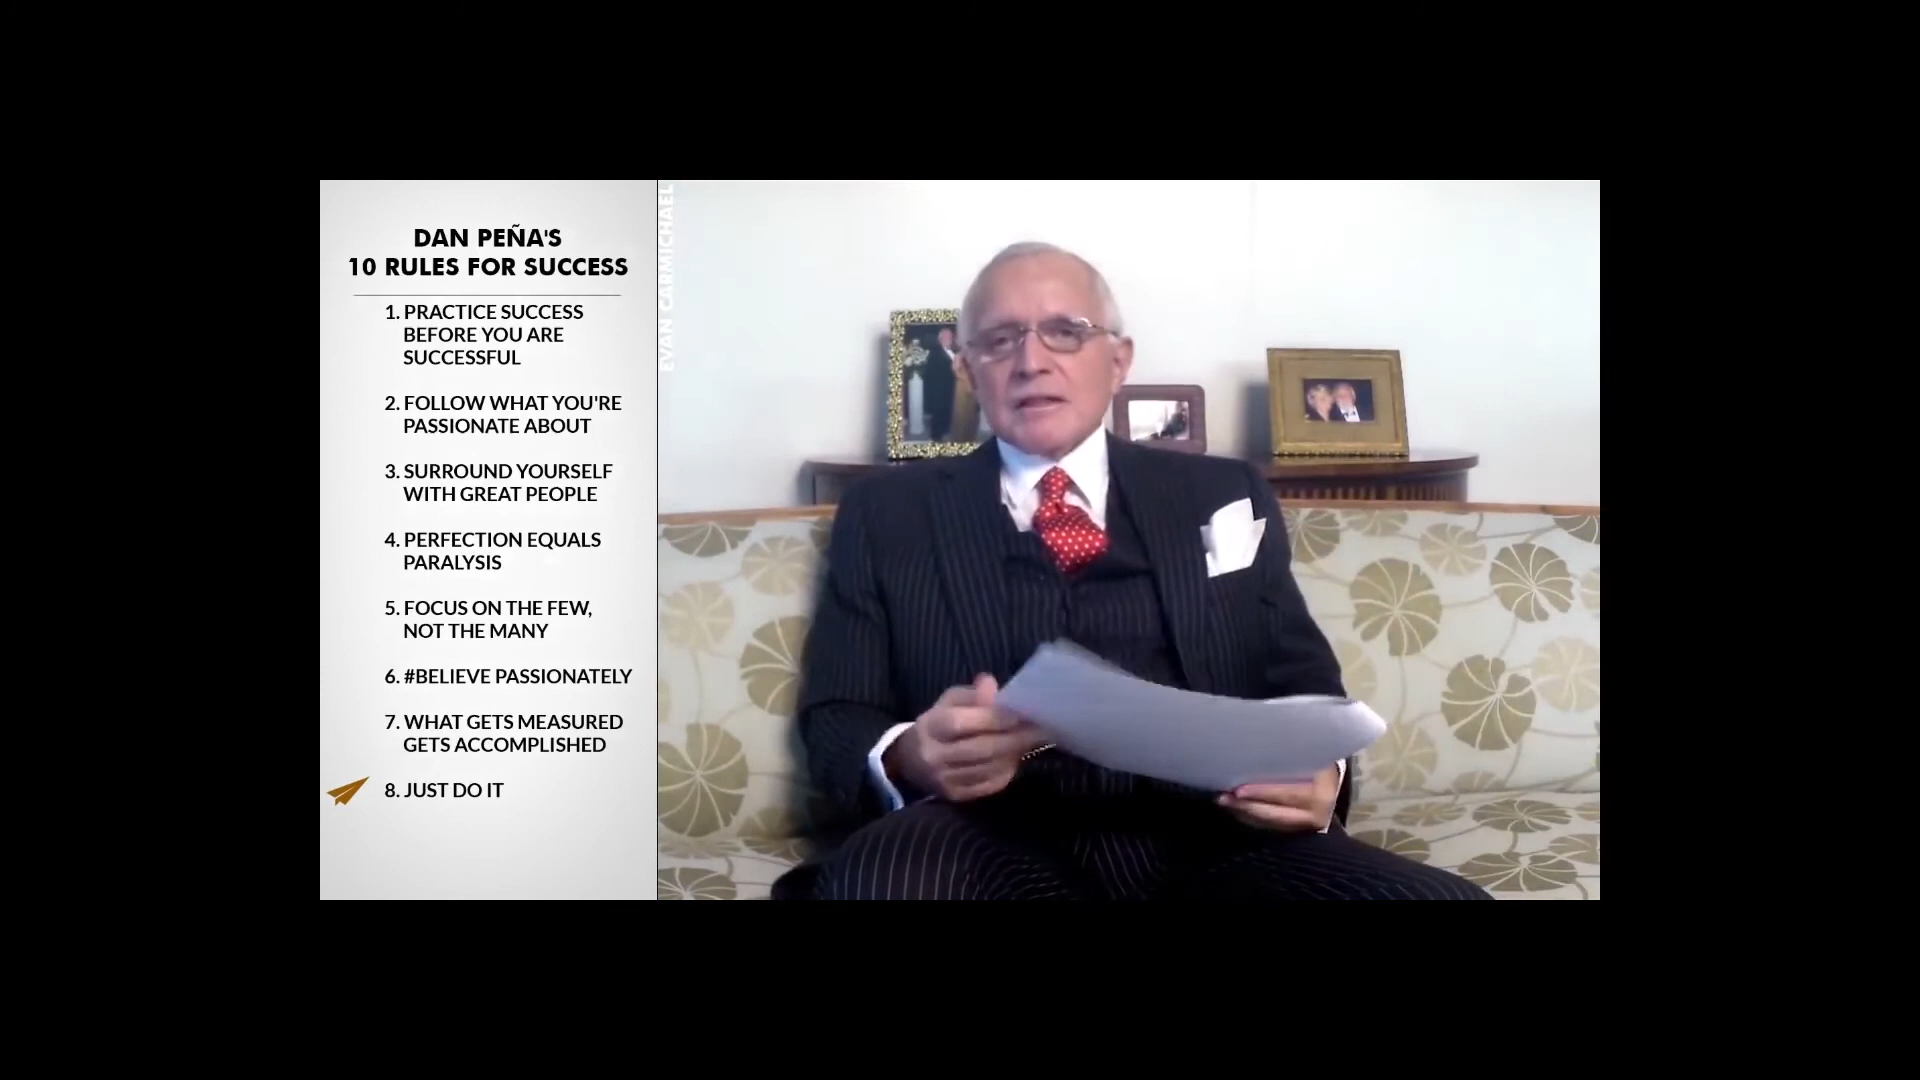 DAN PEÑA'S
10 RULES FOR SUCCESS
1. PRACTICE SUCCESS
BEFORE YOU ARE
SUCCESSFUL
2. FOLLOW WHAT YOU'RE
PASSIONATE ABOUT
3. SURROUND YOURSELF
WITH GREAT PEOPLE
4. PERFECTION EQUALS
PARALYSIS
5. FOCUS ON THE FEW,
NOT THE MANY
6. #BELIEVE PASSIONATELY
7. WHAT GETS MEASURED
GETS ACCOMPLISHED
8. JUST DO IT
EVAN CARMICHAEL